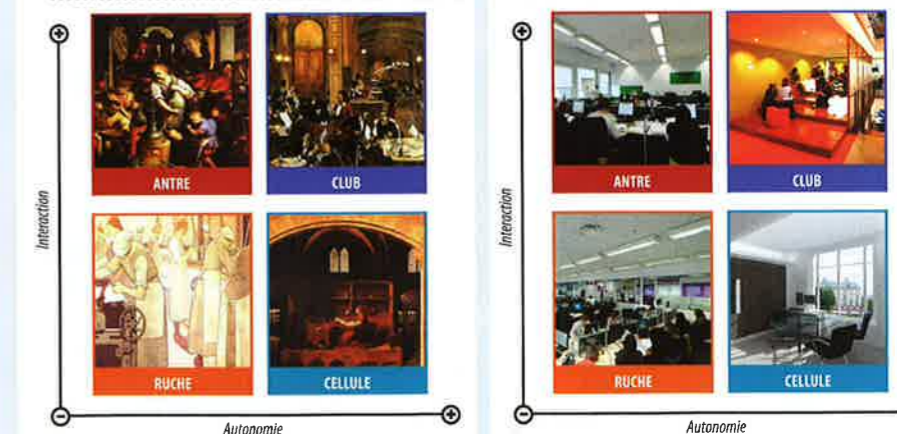 ANTRE
CLUB
Interaction
RUCHE
CELLULE
Autonomie
ANTRE
CLUB
Interaction
RUCHE
CELLULE
Autonomie